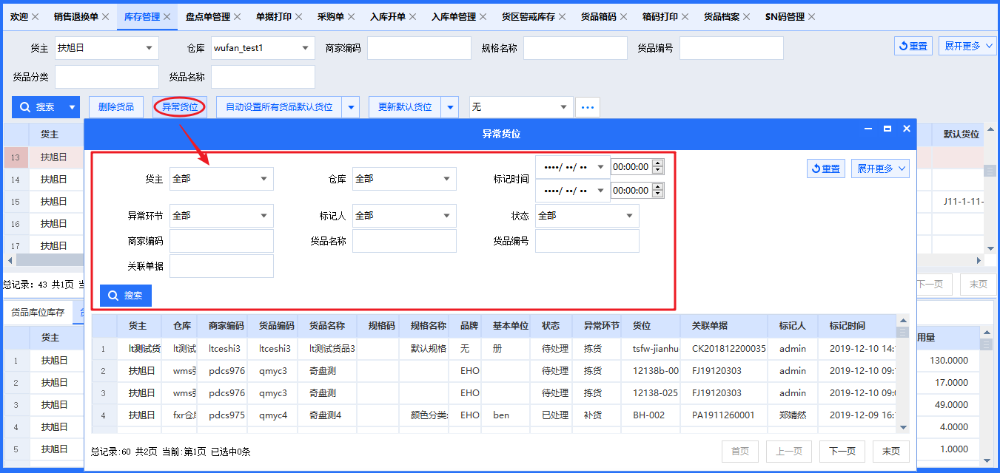 欢迎 销售退换单 库存管理 盘点单管理 单据打印 采购单 入库开单 入库单管理 货区警戒库存 货品箱码 箱码打印 货品档案 SN码管理
货主 扶旭日 仓库 wufan_test1 商家编码 规格名称 货品编号 重置 展开更多
货品分类 货品名称
搜索 删除货品 异常货位 自动设置所有货品默认货位 更新默认货位 无 ...
货主 默认货位
13 扶旭日
14 扶旭日
15 扶旭日 J11-1-11-
16 扶旭日
17 扶旭日
总记录: 43 共1页 下一页 末页
货品库位库存
货主 用量
1 扶旭日 130.0000
2 扶旭日 17.0000
3 扶旭日 49.0000
4 扶旭日 4.0000
5 扶旭日 1.0000
异常货位
货主 全部 仓库 全部 标记时间 ••••/ ••/ •• 00:00:00
••••/ ••/ •• 00:00:00
重置 展开更多
异常环节 全部 标记人 全部 状态 全部
商家编码 货品名称 货品编号
关联单据
搜索
货主 仓库 商家编码 货品编码 货品名称 规格码 规格名称 品牌 基本单位 状态 异常环节 货位 关联单据 标记人 标记时间
1 lt测试货 lt测试 ltceshi3 ltceshi3 lt测试货品3 默认规格 无 册 待处理 拣货 tsfw-jianhu CK201812200035 admin 2019-12-10 14:
2 扶旭日 wms pdcs976 qmyc3 奇盘测 EHO 待处理 拣货 12138b-00 FJ19120303 admin 2019-12-10 09:
3 扶旭日 wms pdcs976 qmyc3 奇盘测 EHO 待处理 拣货 12138-025 FJ19120303 admin 2019-12-10 09:
4 扶旭日 fxr仓 pdcs975 qmyc4 奇盘测4 颜色分类: EHO ben 已处理 补货 BH-002 PA1911260001 郑婧然 2019-12-09 16:
总记录:60 共2页 当前:第1页 已选中0条 首页 上一页 下一页 末页